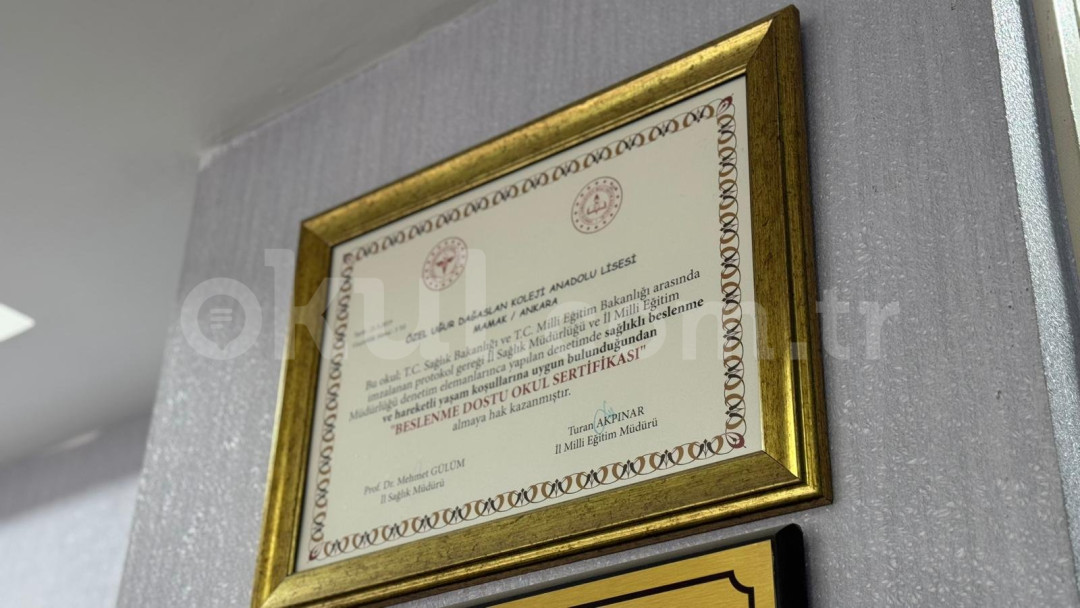 ÖZEL UĞUR DAĞASLAN KOLEJİ ANADOLU LİSESİ
MAMAK / ANKARA
Bu okul; T.C. Sağlık Bakanlığı ve T.C. Milli Eğitim Bakanlığı arasında
imzalanan protokol gereği İl Sağlık Müdürlüğü ve İl Milli Eğitim
Müdürlüğü denetim elemanlarınca yapılan denetimde sağlıklı beslenme
ve hareketli yaşam koşullarına uygun bulunduğundan
"BESLENME DOSTU OKUL SERTİFİKASI"
almaya hak kazanmıştır.
Turan AKPINAR
İl Milli Eğitim Müdürü
Prof. Dr. Mehmet GÜLÜM
İl Sağlık Müdürü
okul.com.tr